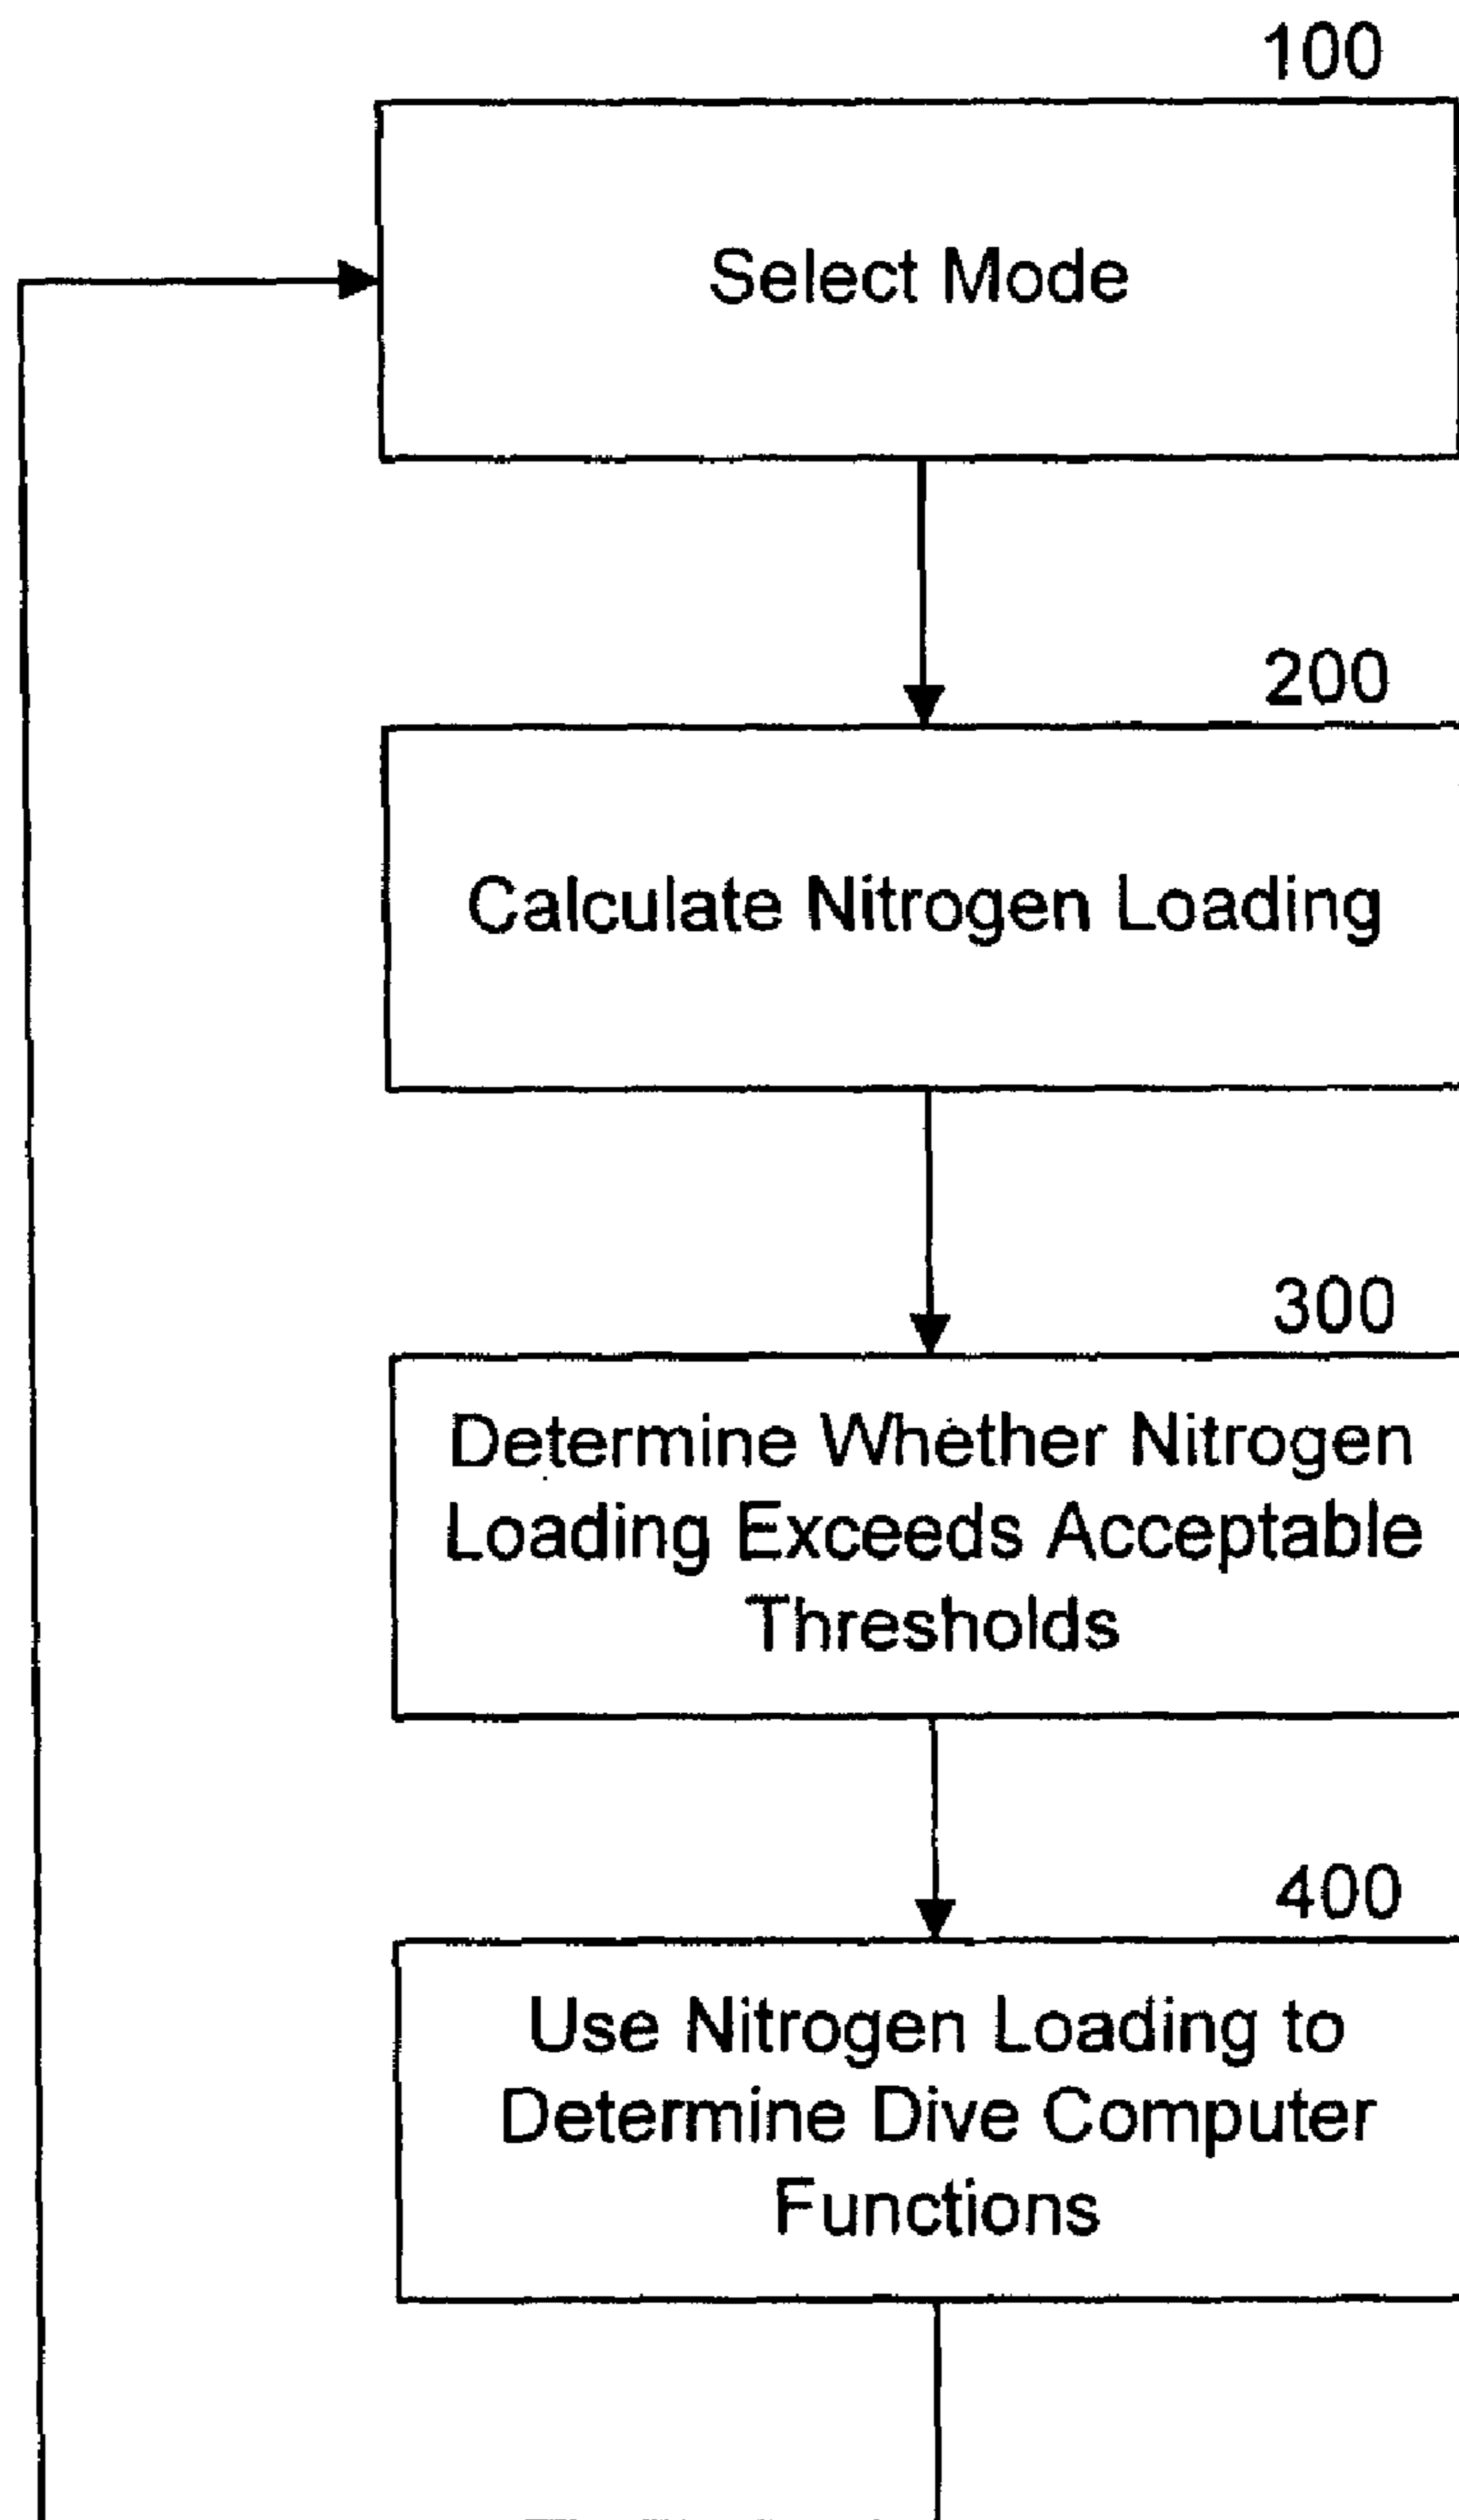 100
Select Mode
200
Calculate Nitrogen Loading
300
Determine Whether Nitrogen
Loading Exceeds Acceptable
Thresholds
400
Use Nitrogen Loading to
Determine Dive Computer
Functions